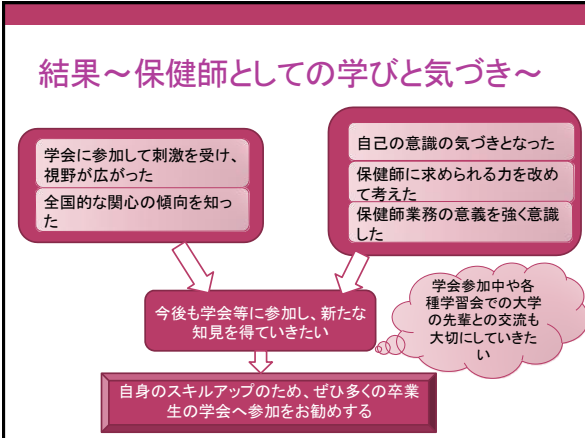 結果～保健師としての学びと気づき～
学会に参加して刺激を受け、
視野が広がった
全国的な関心の傾向を知っ
た
自己の意識の気づきとなった
保健師に求められる力を改め
て考えた
保健師業務の意義を強く意識
した
今後も学会等に参加し、新たな
知見を得ていきたい
学会参加中や各
種学習会での大学
の先輩との交流も
大切にしていきた
い
自身のスキルアップのため、ぜひ多くの卒業
生の学会へ参加をお勧めする